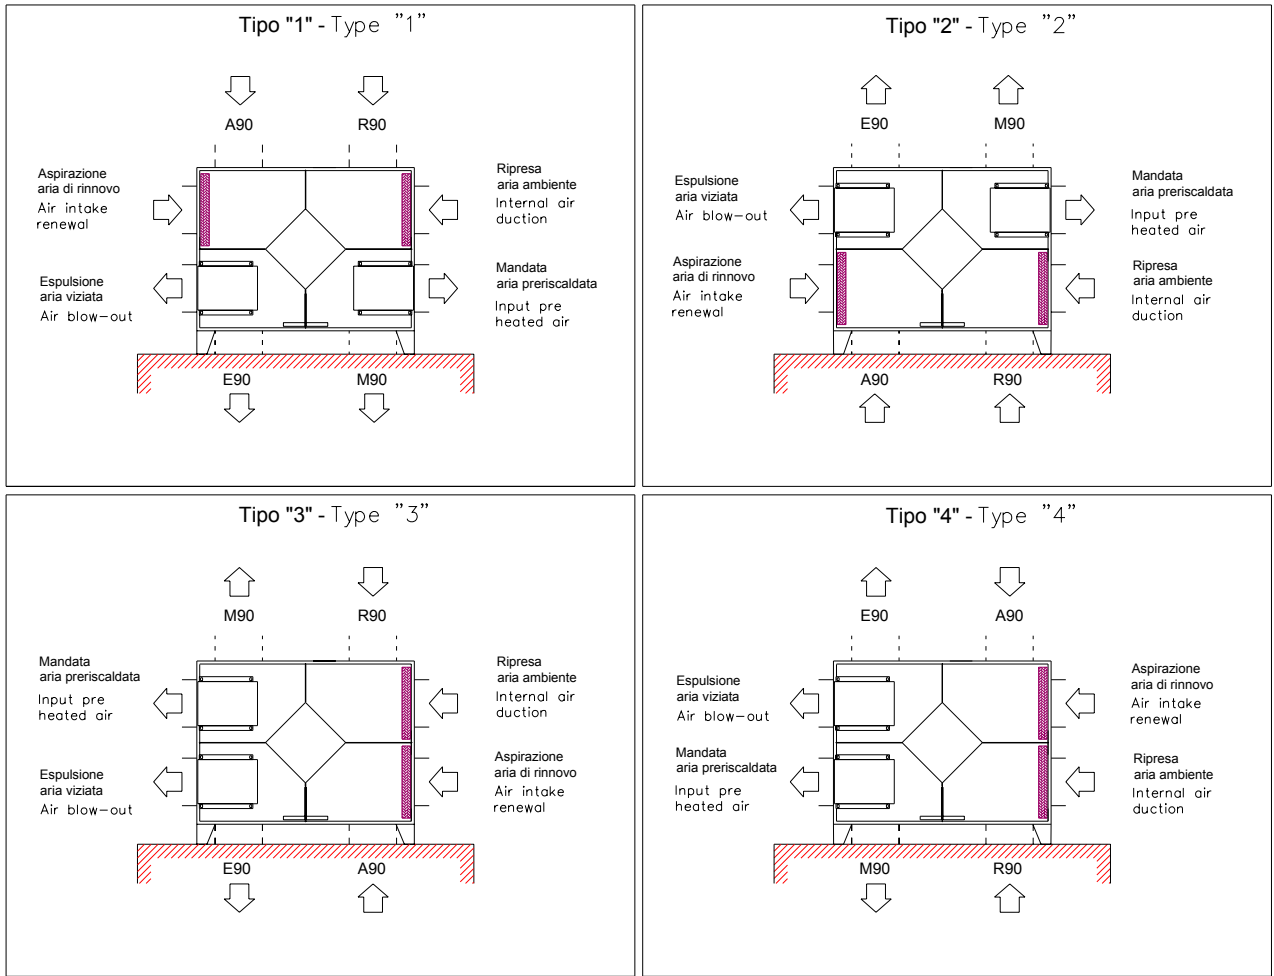 Tipo "1" - Type "1"
A90
R90
Aspirazione
aria di rinnovo
Air intake
renewal
Ripresa
aria ambiente
Internal air
duction
Espulsione
aria viziata
Air blow-out
Mandata
aria preriscaldata
Input pre
heated air
E90
M90
Tipo "2" - Type "2"
E90
M90
Espulsione
aria viziata
Air blow-out
Mandata
aria preriscaldata
Input pre
heated air
Aspirazione
aria di rinnovo
Air intake
renewal
Ripresa
aria ambiente
Internal air
duction
A90
R90
Tipo "3" - Type "3"
M90
R90
Mandata
aria preriscaldata
Input pre
heated air
Ripresa
aria ambiente
Internal air
duction
Espulsione
aria viziata
Air blow-out
Aspirazione
aria di rinnovo
Air intake
renewal
E90
A90
Tipo "4" - Type "4"
E90
A90
Espulsione
aria viziata
Air blow-out
Aspirazione
aria di rinnovo
Air intake
renewal
Mandata
aria preriscaldata
Input pre
heated air
Ripresa
aria ambiente
Internal air
duction
M90
R90